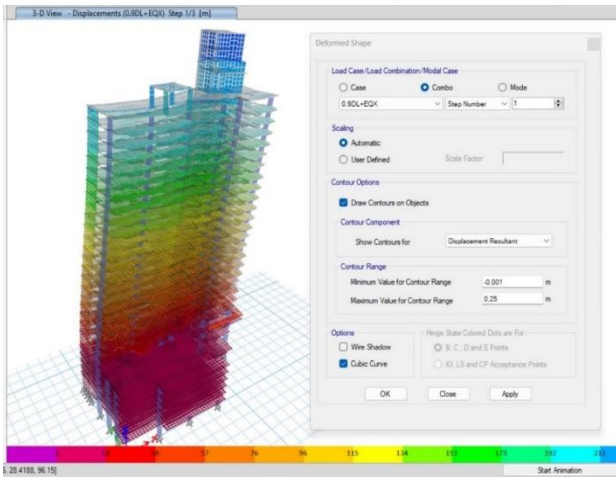 3-D View - Displacements (0.9DL+EQX) Step 1/3 [m]
Deformed Shape
Load Case/Load Combination/Modal Case
Case
Combo
Mode
0.9DL+EQX
Step Number
1
Scaling
Automatic
User Defined
Scale Factor
Contour Options
Draw Contours on Objects
Contour Component
Show Contours for
Displacement Resultant
Contour Range
Minimum Value for Contour Range
-0.001
m
Maximum Value for Contour Range
0.25
m
Options
Wire Shadow
Cubic Curve
Hinge State Colored Dots are For
B, C, D and E Points
IO, LS and CP Acceptance Points
OK Close Apply
57 76 96 115 134 153 173 192
28.4188, 96.15]
Start Animation